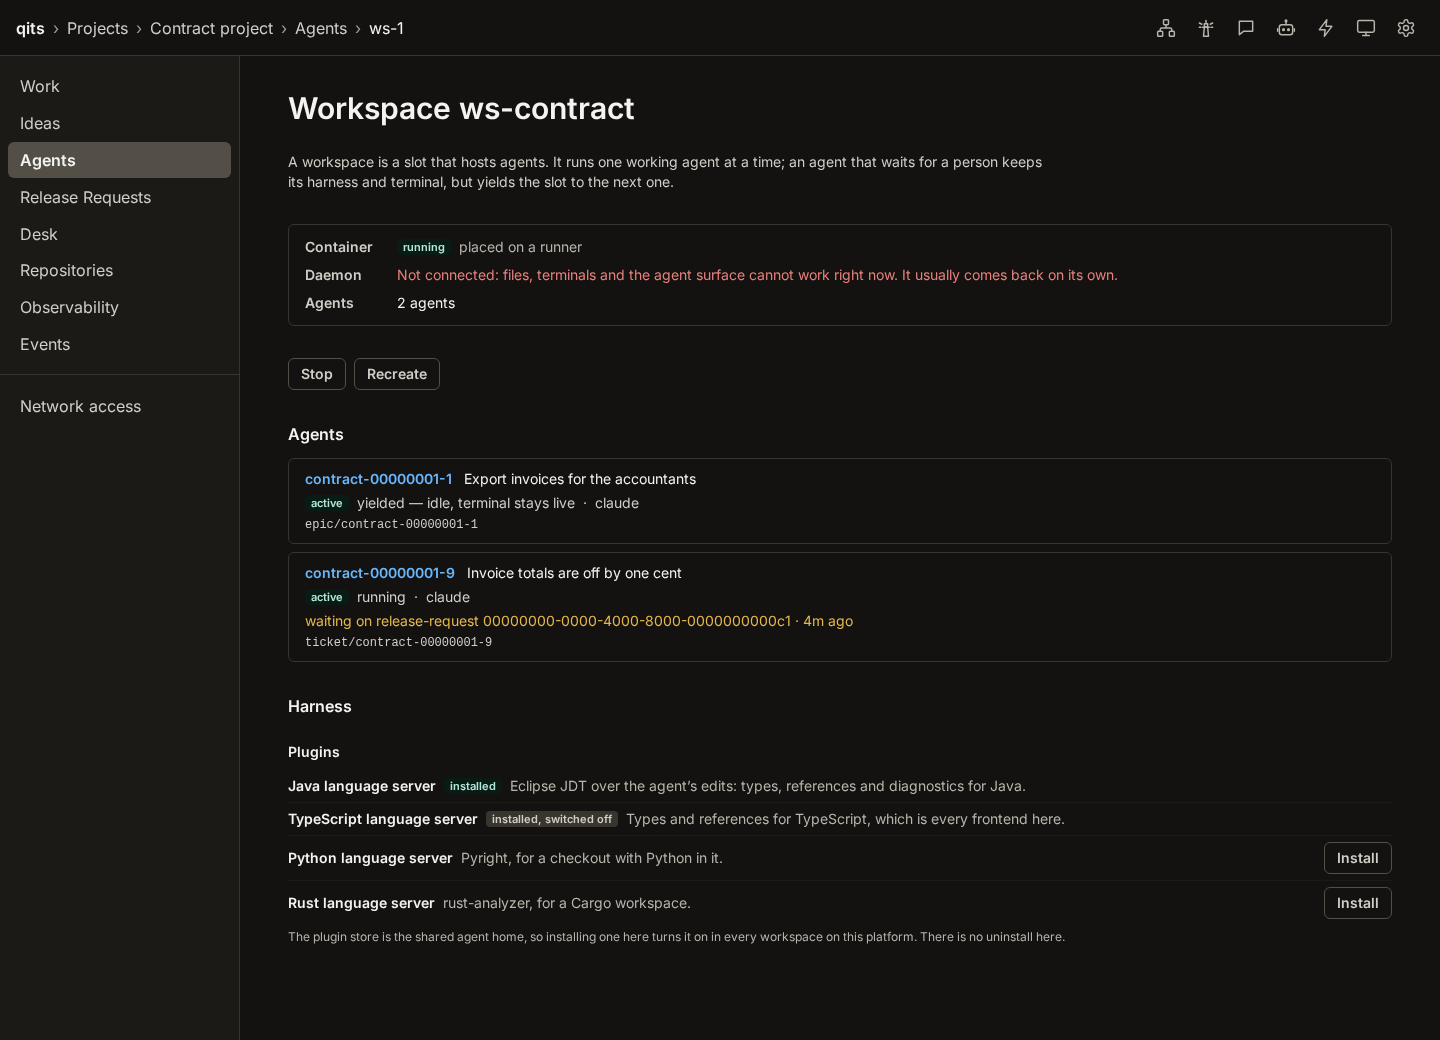 qits › Projects › Contract project › Agents › ws-1
Work
Ideas
Agents
Release Requests
Desk
Repositories
Observability
Events
Network access
Workspace ws-contract
A workspace is a slot that hosts agents. It runs one working agent at a time; an agent that waits for a person keeps
its harness and terminal, but yields the slot to the next one.
Container running placed on a runner
Daemon Not connected: files, terminals and the agent surface cannot work right now. It usually comes back on its own.
Agents 2 agents
Stop Recreate
Agents
contract-00000001-1 Export invoices for the accountants
active yielded — idle, terminal stays live · claude
epic/contract-00000001-1
contract-00000001-9 Invoice totals are off by one cent
active running · claude
waiting on release-request 00000000-0000-4000-8000-0000000000c1 · 4m ago
ticket/contract-00000001-9
Harness
Plugins
Java language server installed Eclipse JDT over the agent’s edits: types, references and diagnostics for Java.
TypeScript language server installed, switched off Types and references for TypeScript, which is every frontend here.
Python language server Pyright, for a checkout with Python in it. Install
Rust language server rust-analyzer, for a Cargo workspace. Install
The plugin store is the shared agent home, so installing one here turns it on in every workspace on this platform. There is no uninstall here.